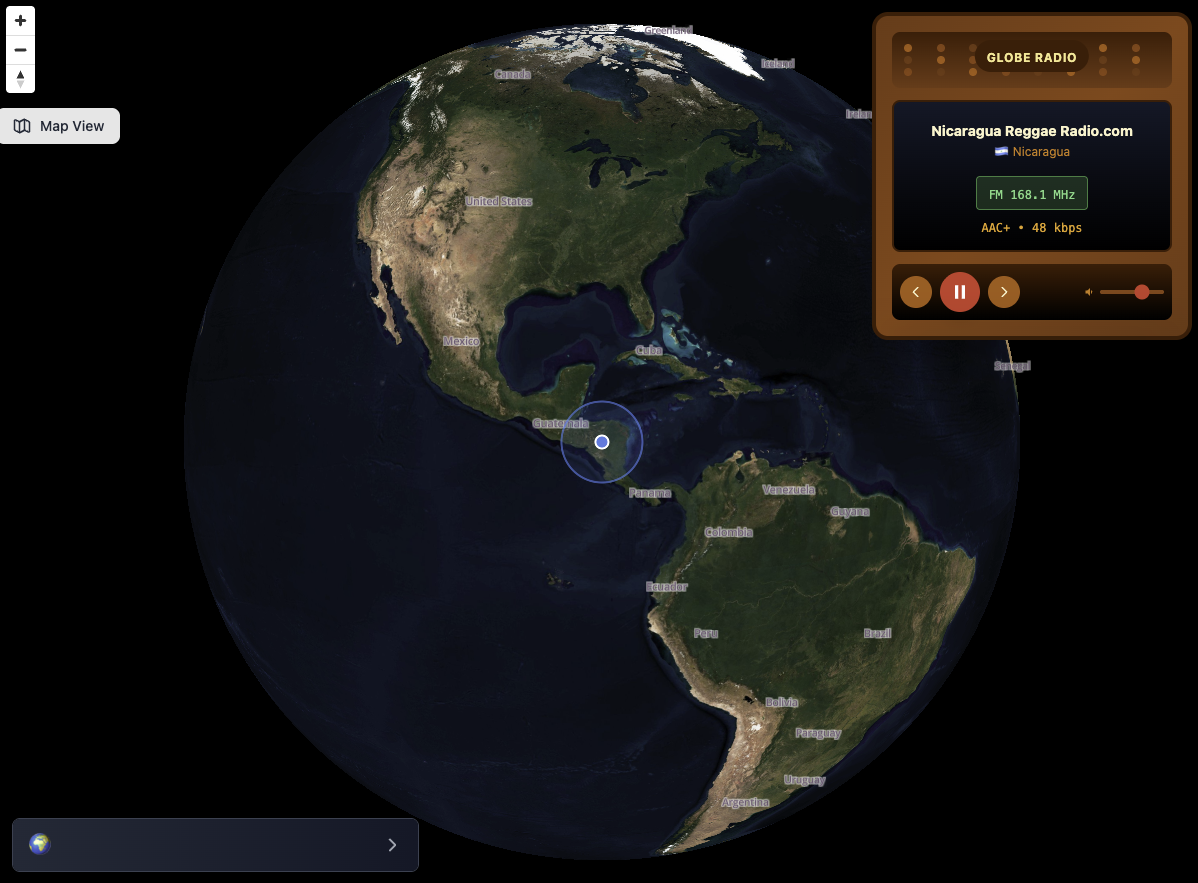 Greenland
Iceland
Canada
GLOBE RADIO
Map View
Nicaragua Reggae Radio.com
Nicaragua
United States
FM 168.1 MHz
AAC+ • 48 kbps
Mexico
Cuba
Senegal
Guatemala
Panama
Venezuela
Guyana
Colombia
Ecuador
Peru
Brazil
Bolivia
Paraguay
Uruguay
Argentina